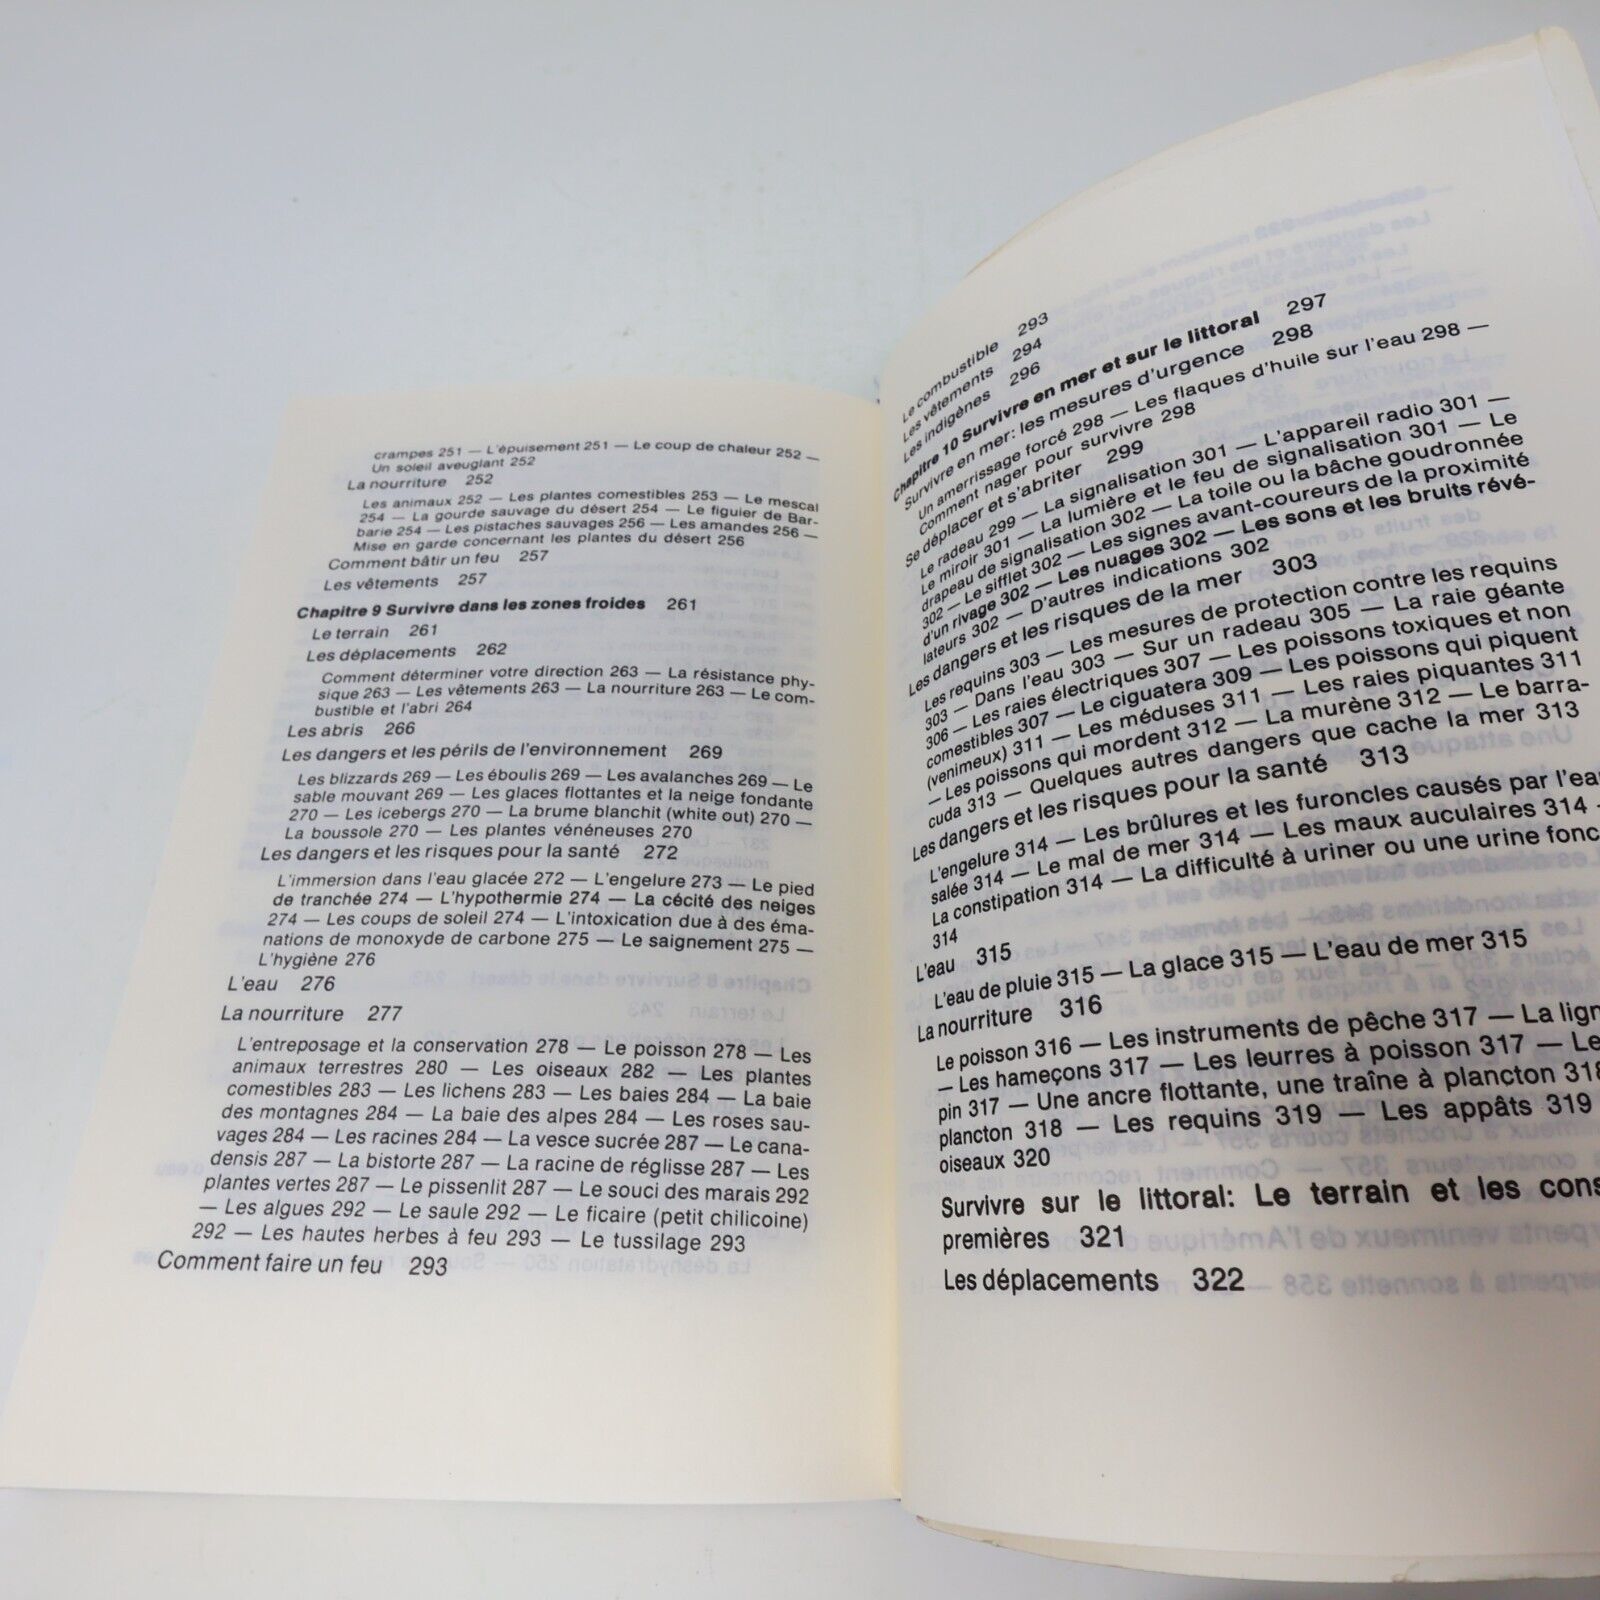 crampes 251 — L'épuisement 251 — Le coup de chaleur 252 —
Un soleil aveuglant 252
La nourriture 252
Les animaux 252 — Les plantes comestibles 253 — Le mescal
254 — La gourde sauvage du désert 254 — Le figuier de Bar-
barie 254 — Les pistaches sauvages 256 — Les amandes 256 —
Mise en garde concernant les plantes du désert 256
Comment bâtir un feu 257
Les vêtements 257
Chapitre 9 Survivre dans les zones froides 261
Le terrain 261
Les déplacements 262
Comment déterminer votre direction 263 — La résistance phy-
sique 263 — Les vêtements 263 — La nourriture 263 — Le com-
bustible et l'abri 264
Les abris 266
Les dangers et les périls de l'environnement 269
Les blizzards 269 — Les éboulis 269 — Les avalanches 269 — Le
sable mouvant 269 — Les glaces flottantes et la neige fondante
270 — Les icebergs 270 — La brume blanchit (white out) 270 —
La boussole 270 — Les plantes vénéneuses 270
Les dangers et les risques pour la santé 272
L'immersion dans l'eau glacée 272 — L'engelure 273 — Le pied
de tranchée 274 — L'hypothermie 274 — La cécité des neiges
274 — Les coups de soleil 274 — L'intoxication due à des éma-
nations de monoxyde de carbone 275 — Le saignement 275 —
L'hygiène 276
L'eau 276
La nourriture 277
L'entreposage et la conservation 278 — Le poisson 278 — Les
animaux terrestres 280 — Les oiseaux 282 — Les plantes
comestibles 283 — Les lichens 283 — Les baies 284 — La baie
des montagnes 284 — La baie des alpes 284 — Les roses sau-
vages 284 — Les racines 284 — La vesce sucrée 287 — Le cana-
densis 287 — La bistorte 287 — La racine de réglisse 287 — Les
plantes vertes 287 — Le pissenlit 287 — Le souci des marais 292
— Les algues 292 — Le saule 292 — Le ficaire (petit chilicoine)
292 — Les hautes herbes à feu 293 — Le tussilage 293
Comment faire un feu 293
Le combustible 293
Les vêtements 294
Les indigènes 296
Chapitre 10 Survivre en mer et sur le littoral 297
Survivre en mer: les mesures d'urgence 298
Un amerrissage forcé 298 — Les flaques d'huile sur l'eau 298 —
Comment nager pour survivre 298
Se déplacer et s'abriter 299
Le radeau 299 — La signalisation 301 — L'appareil radio 301 —
Le miroir 301 — La lumière et le feu de signalisation 301 — Le
drapeau de signalisation 302 — La toile ou la bâche goudronnée
302 — Le sifflet 302 — Les signes avant-coureurs de la proximité
d'un rivage 302 — Les nuages 302 — Les sons et les bruits révé-
lateurs 302 — D'autres indications 302
Les dangers et les risques de la mer 303
Les requins 303 — Les mesures de protection contre les requins
303 — Dans l'eau 303 — Sur un radeau 305 — La raie géante
306 — Les raies électriques 307 — Les poissons toxiques et non
comestibles 307 — Le ciguatera 309 — Les poissons qui piquent
(venimeux) 311 — Les méduses 311 — Les raies piquantes 311
— Les poissons qui mordent 312 — La murène 312 — Le barra-
cuda 313 — Quelques autres dangers que cache la mer 313
Les dangers et les risques pour la santé 313
L'engelure 314 — Les brûlures et les furoncles causés par l'eau
salée 314 — Le mal de mer 314 — Les maux auculaires 314 —
La constipation 314 — La difficulté à uriner ou une urine fonc
314
L'eau 315
L'eau de pluie 315 — La glace 315 — L'eau de mer 315
La nourriture 316
Le poisson 316 — Les instruments de pêche 317 — La lign
— Les hameçons 317 — Les leurres à poisson 317 — Le
pin 317 — Une ancre flottante, une traîne à plancton 318
plancton 318 — Les requins 319 — Les appâts 319
oiseaux 320
Survivre sur le littoral: Le terrain et les cons
premières 321
Les déplacements 322